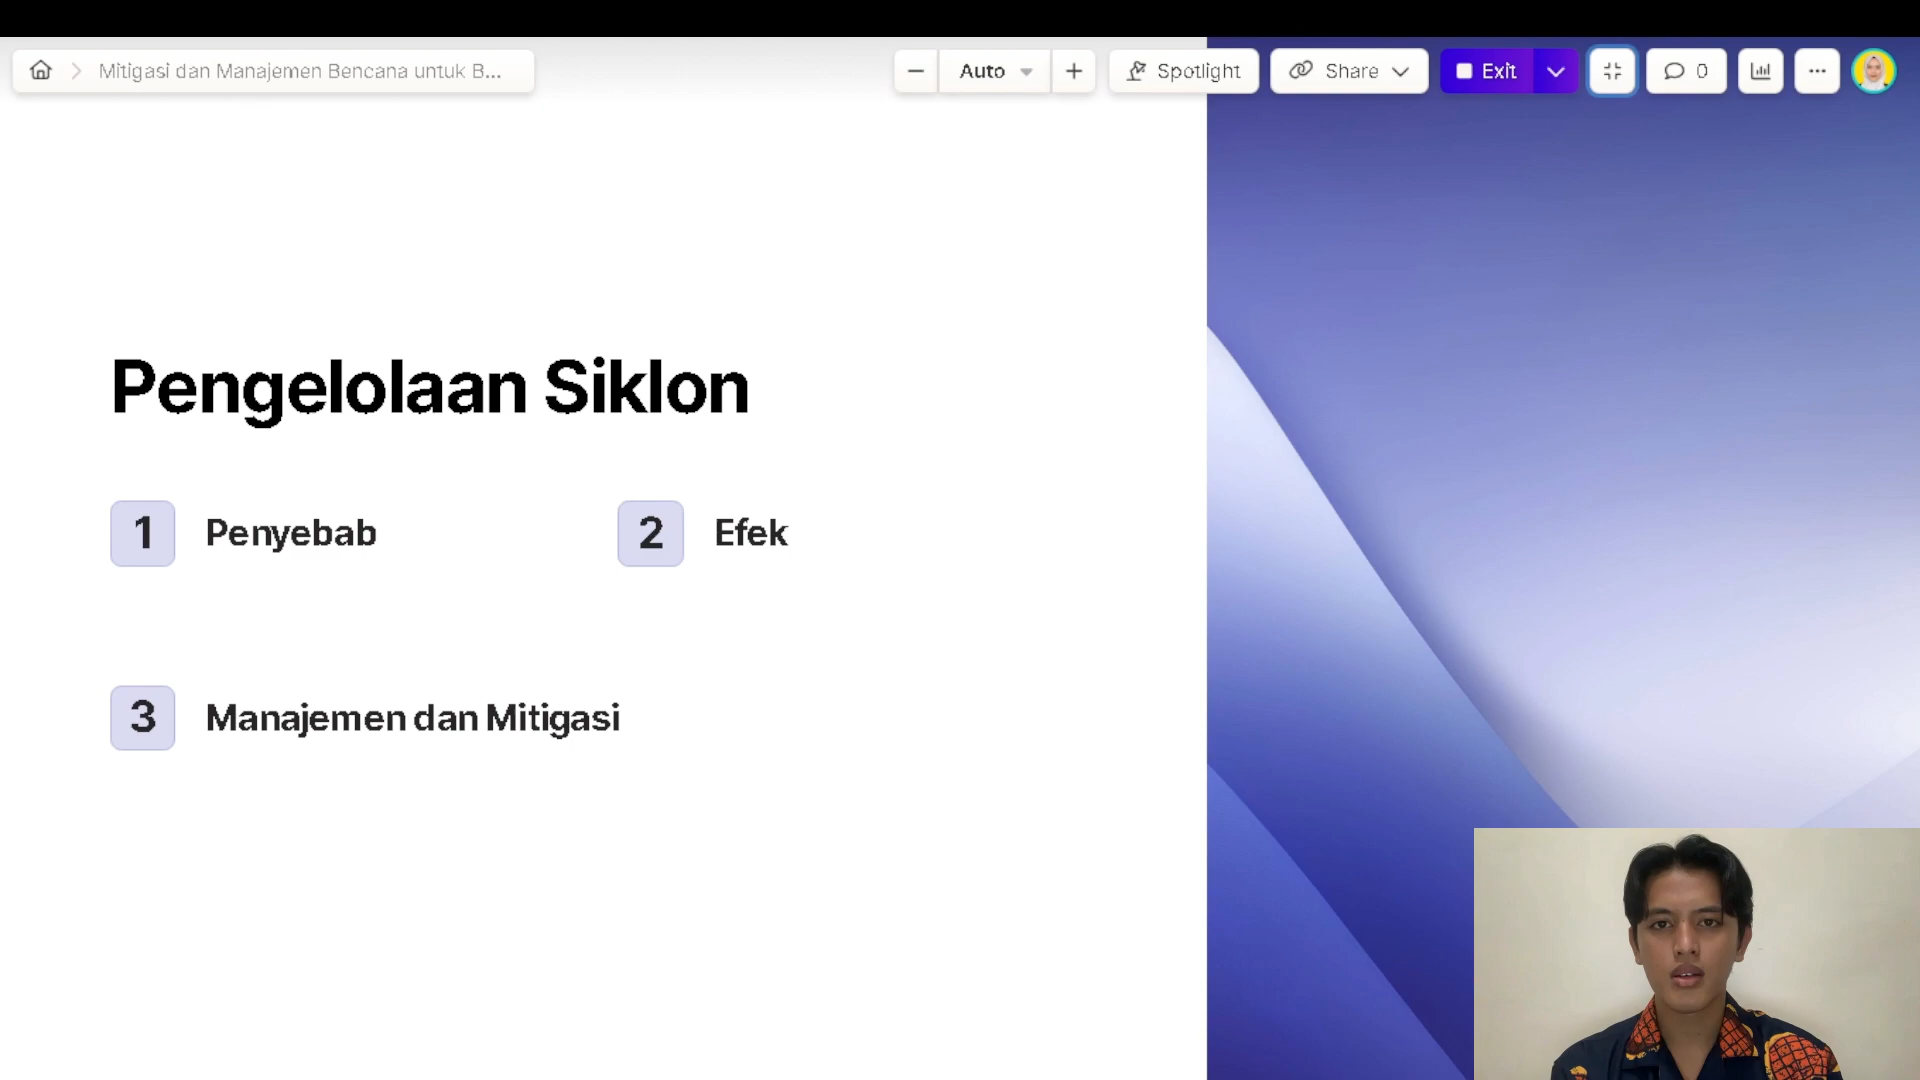 Mitigasi dan Manajemen Bencana untuk B...
Auto
Spotlight
Share
Exit
0
Pengelolaan Siklon
1 Penyebab
2 Efek
3 Manajemen dan Mitigasi